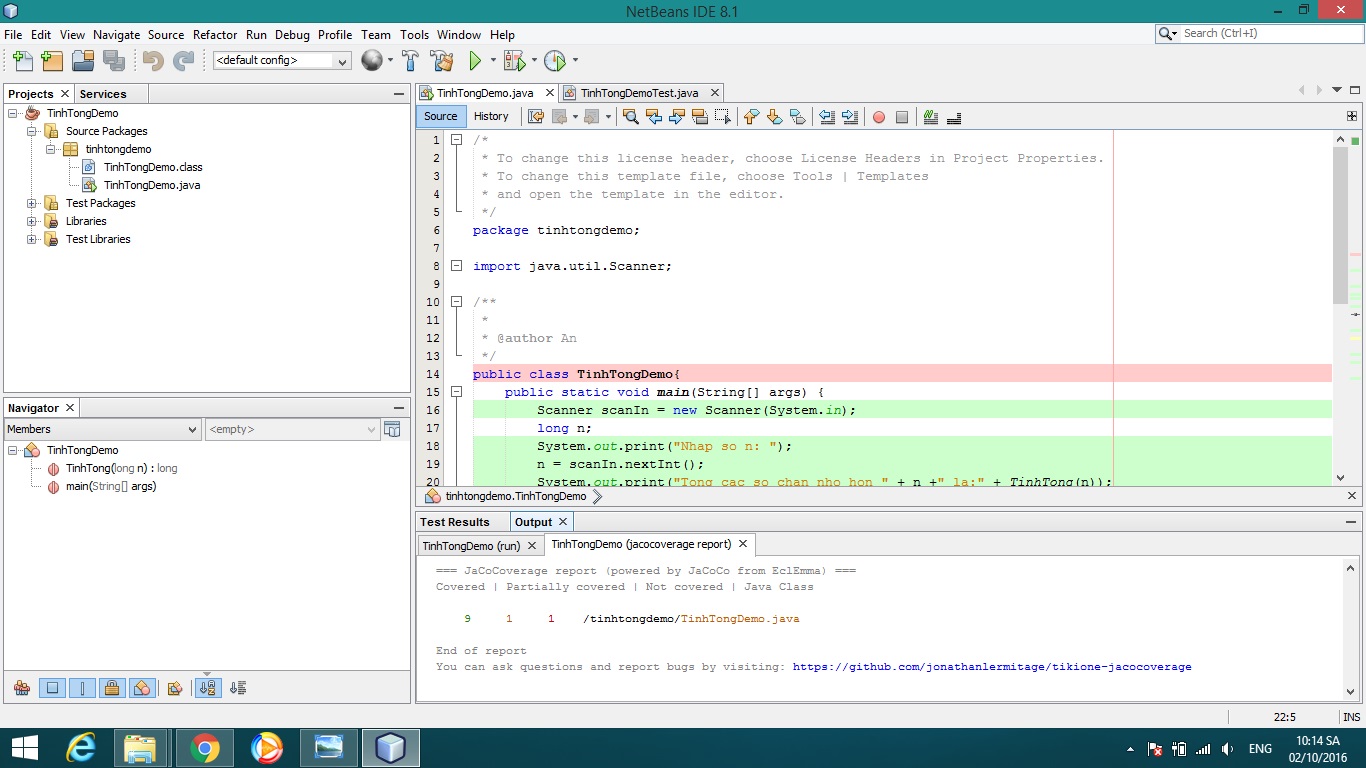 NetBeans IDE 8.1
File Edit View Navigate Source Refactor Run Debug Profile Team Tools Window Help
Search (Ctrl+I)
<default config>
Projects Services
TinhTongDemo
Source Packages
tinhtongdemo
TinhTongDemo.class
TinhTongDemo.java
Test Packages
Libraries
Test Libraries
Navigator
Members <empty>
TinhTongDemo
TinhTong(long n) : long
main(String[] args)
TinhTongDemo.java TinhTongDemoTest.java
Source History
1 /*
2 * To change this license header, choose License Headers in Project Properties.
3 * To change this template file, choose Tools | Templates
4 * and open the template in the editor.
5 */
6 package tinhtongdemo;
7
8 import java.util.Scanner;
9
10 /**
11 *
12 * @author An
13 */
14 public class TinhTongDemo{
15 public static void main(String[] args) {
16 Scanner scanIn = new Scanner(System.in);
17 long n;
18 System.out.print("Nhap so n: ");
19 n = scanIn.nextInt();
20 System.out.print("Tong cac so chan nho hon " + n +" la:" + TinhTong(n));
tinhtongdemo.TinhTongDemo
Test Results Output
TinhTongDemo (run) TinhTongDemo (jacocoverage report)
=== JaCoCoverage report (powered by JaCoCo from EclEmma) ===
Covered | Partially covered | Not covered | Java Class
9 1 1 /tinhtongdemo/TinhTongDemo.java
End of report
You can ask questions and report bugs by visiting: https://github.com/jonathanlermitage/tikione-jacocoverage
22:5 INS
ENG
10:14 SA
02/10/2016